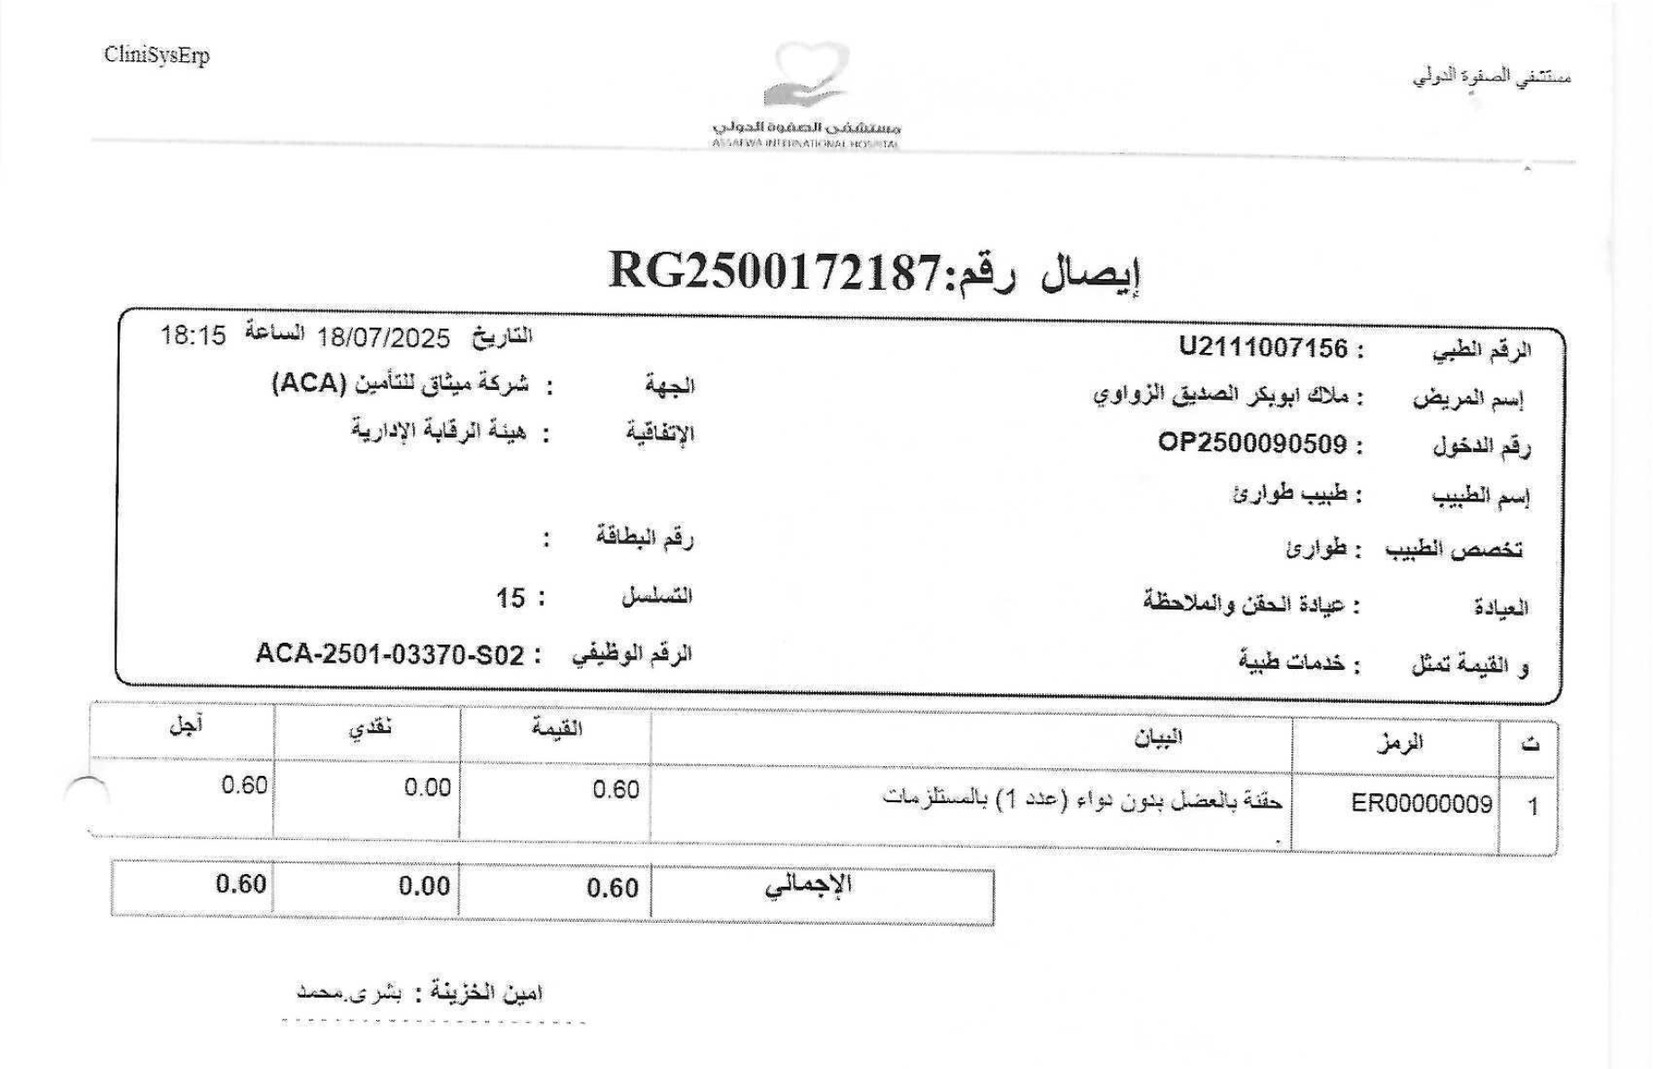 CliniSysErp
مستشفي الصفوة الدولي
مستشفى الصفوة الدولي
ASSAFWA INTERNATIONAL HOSPITAL
إيصال رقم:RG2500172187
الرقم الطبي : U2111007156
التاريخ 18/07/2025 الساعة 18:15
إسم المريض : ملاك ابوبكر الصديق الزواوي
الجهة : شركة ميثاق للتأمين (ACA)
رقم الدخول : OP2500090509
الإتفاقية : هيئة الرقابة الإدارية
إسم الطبيب : طبيب طوارئ
تخصص الطبيب : طوارئ
رقم البطاقة :
العيادة : عيادة الحقن والملاحظة
التسلسل : 15
و القيمة تمثل : خدمات طبية
الرقم الوظيفي : ACA-2501-03370-S02
ت الرمز البيان القيمة نقدي آجل
1 ER00000009 حقنة بالعضل بدون دواء (عدد 1) بالمستلزمات 0.60 0.00 0.60
.
الإجمالي 0.60 0.00 0.60
امين الخزينة : بشرى.محمد